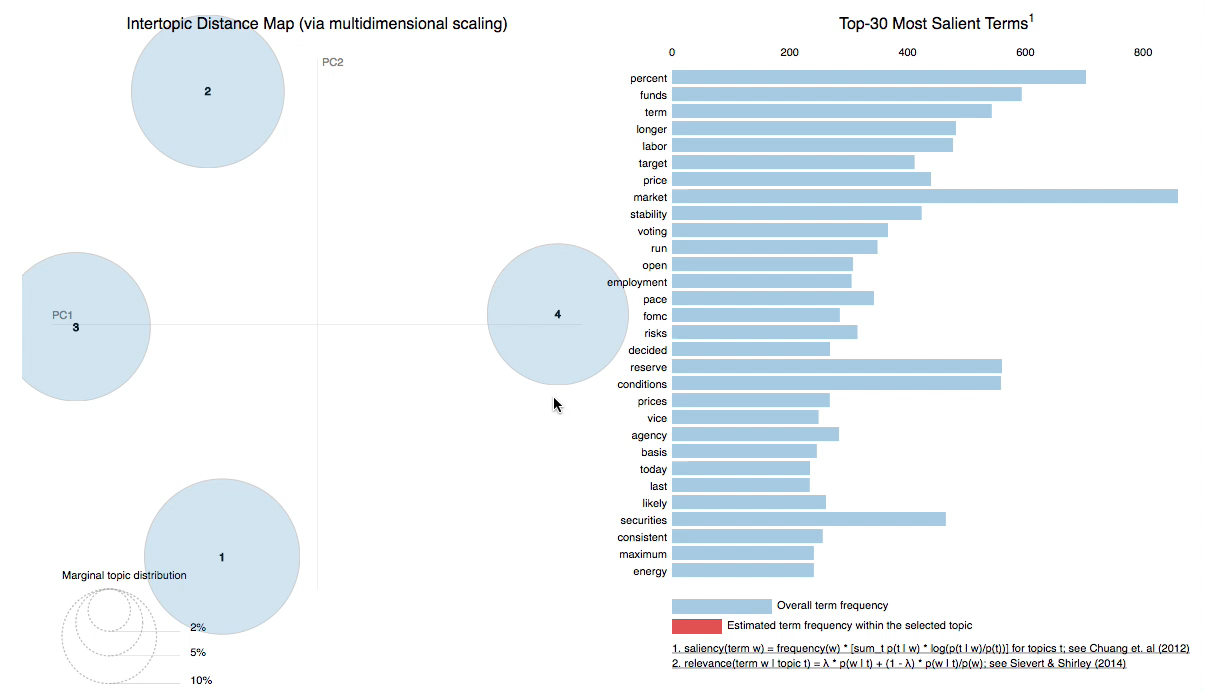 Intertopic Distance Map (via multidimensional scaling)
PC2
2
PC1
3
4
1
Marginal topic distribution
2%
5%
10%
Top-30 Most Salient Terms1
0 200 400 600 800
percent
funds
term
longer
labor
target
price
market
stability
voting
run
open
employment
pace
fomc
risks
decided
reserve
conditions
prices
vice
agency
basis
today
last
likely
securities
consistent
maximum
energy
Overall term frequency
Estimated term frequency within the selected topic
1. saliency(term w) = frequency(w) * [sum_t p(t | w) * log(p(t | w)/p(t))] for topics t; see Chuang et. al (2012)
2. relevance(term w | topic t) = λ * p(w | t) + (1 - λ) * p(w | t)/p(w); see Sievert & Shirley (2014)